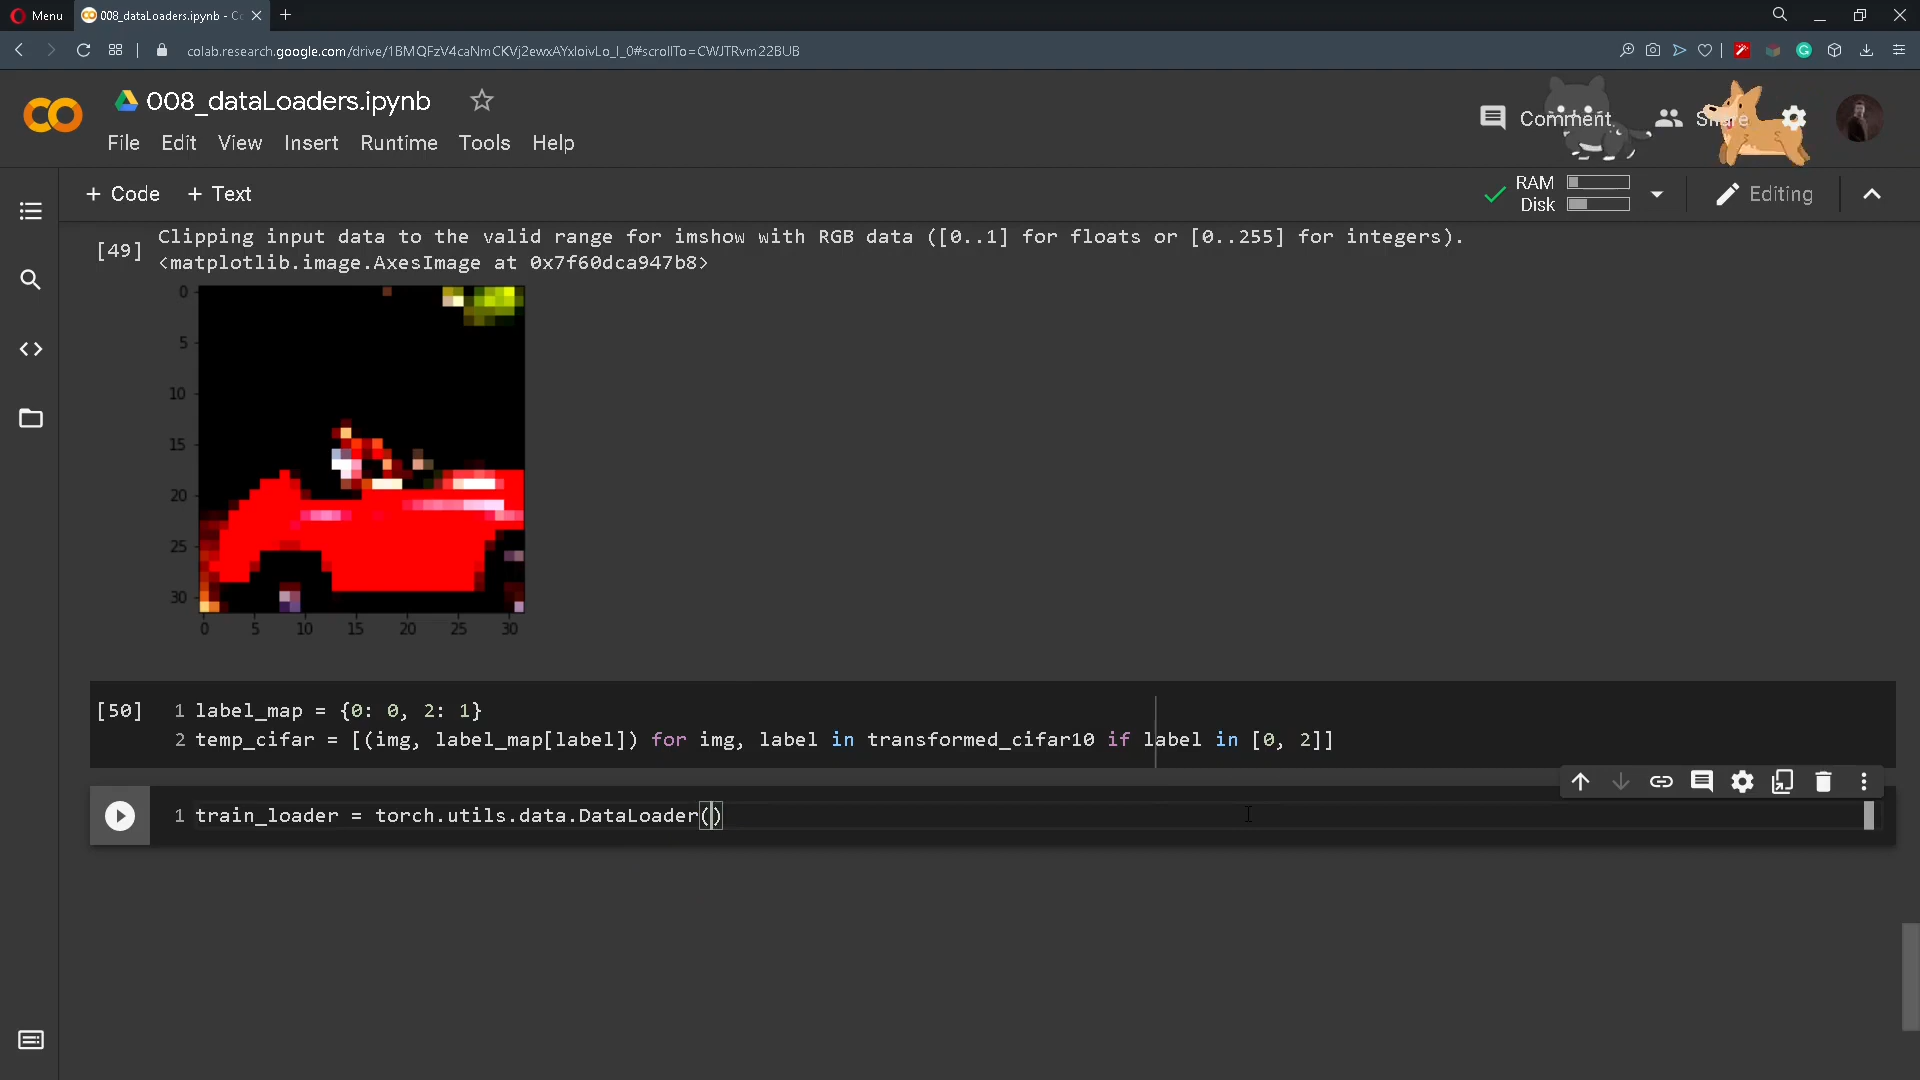 Menu
008_dataLoaders.ipynb - Co
colab.research.google.com/drive/1BMQFzV4caNmCKVj2ewxAYxloivLo_I_0#scrollTo=CWJTRvm22BUB
008_dataLoaders.ipynb
Comment
Share
File Edit View Insert Runtime Tools Help
+ Code + Text
RAM
Disk
Editing
[49]
Clipping input data to the valid range for imshow with RGB data ([0..1] for floats or [0..255] for integers).
<matplotlib.image.AxesImage at 0x7f60dca947b8>
0
5
10
15
20
25
30
0 5 10 15 20 25 30
[50] 1 label_map = {0: 0, 2: 1}
2 temp_cifar = [(img, label_map[label]) for img, label in transformed_cifar10 if label in [0, 2]]
1 train_loader = torch.utils.data.DataLoader()